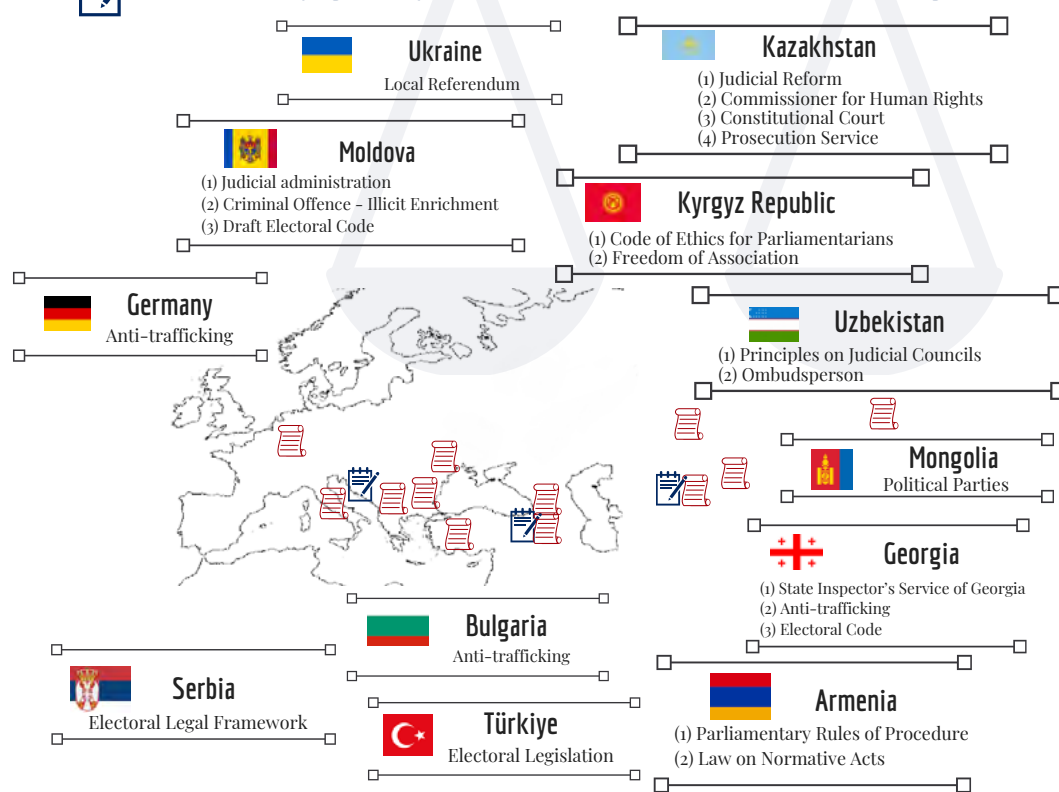 Ukraine
Local Referendum
Kazakhstan
(1) Judicial Reform
(2) Commissioner for Human Rights
(3) Constitutional Court
(4) Prosecution Service
Moldova
(1) Judicial administration
(2) Criminal Offence - Illicit Enrichment
(3) Draft Electoral Code
Kyrgyz Republic
(1) Code of Ethics for Parliamentarians
(2) Freedom of Association
Germany
Anti-trafficking
Uzbekistan
(1) Principles on Judicial Councils
(2) Ombudsperson
Mongolia
Political Parties
Georgia
(1) State Inspector's Service of Georgia
(2) Anti-trafficking
(3) Electoral Code
Bulgaria
Anti-trafficking
Serbia
Electoral Legal Framework
Türkiye
Electoral Legislation
Armenia
(1) Parliamentary Rules of Procedure
(2) Law on Normative Acts